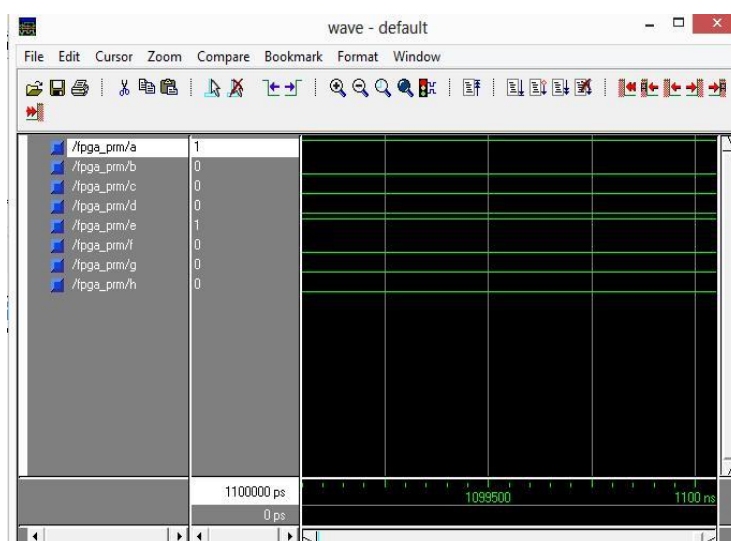 wave - default
File Edit Cursor Zoom Compare Bookmark Format Window
/fpga_prm/a 1
/fpga_prm/b 0
/fpga_prm/c 0
/fpga_prm/d 0
/fpga_prm/e 1
/fpga_prm/f 0
/fpga_prm/g 0
/fpga_prm/h 0
1100000 ps 1099500 1100 ns
0 ps